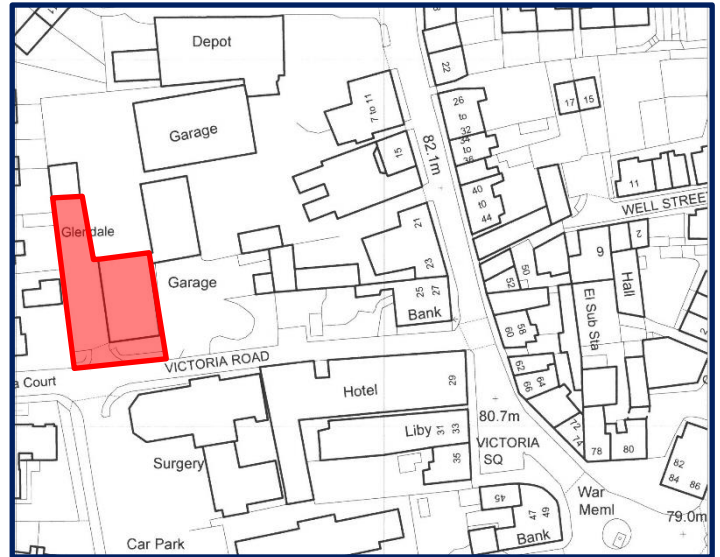 Depot
22
Garage
7 to 11
26
to
32
34
to
36
17
15
82.1m
15
40
to
44
11
WELL STREET
Glendale
Garage
21
23
25
27
Bank
50
52
6
2
Hall
El Sub Sta
58
60
VICTORIA ROAD
a Court
62
64
66
Hotel
29
80.7m
Liby
31
33
VICTORIA
SQ
72
74
78
80
Surgery
35
82
84
86
45
War
Meml
47
49
Bank
79.0m
Car Park